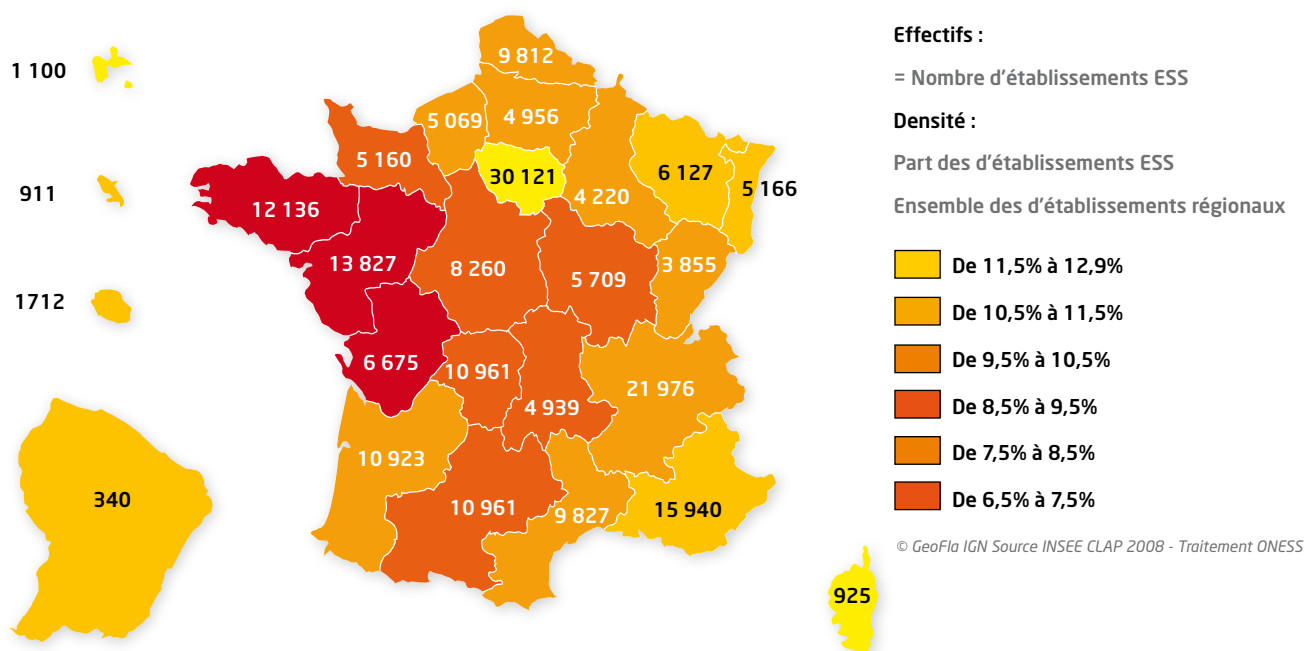 1 100
911
1712
340
9 812
5 069
4 956
5 160
30 121
6 127
5 166
4 220
12 136
13 827
8 260
5 709
3 855
6 675
10 961
4 939
21 976
10 923
10 961
9 827
15 940
925
Effectifs :
= Nombre d'établissements ESS
Densité :
Part des d'établissements ESS
Ensemble des d'établissements régionaux
De 11,5% à 12,9%
De 10,5% à 11,5%
De 9,5% à 10,5%
De 8,5% à 9,5%
De 7,5% à 8,5%
De 6,5% à 7,5%
© GeoFla IGN Source INSEE CLAP 2008 - Traitement ONESS